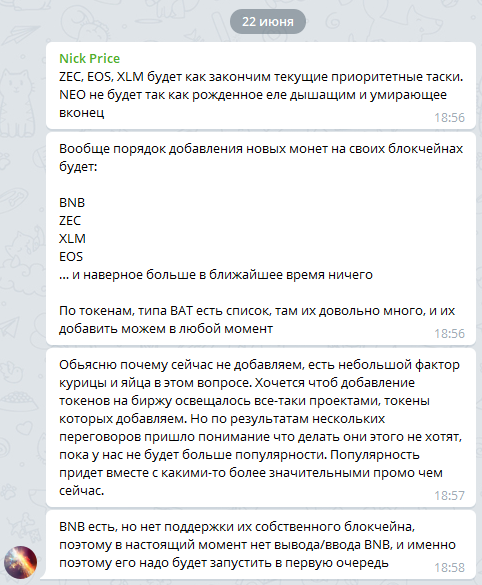 22 июня
Nick Price
ZEC, EOS, XLM будет как закончим текущие приоритетные таски.
NEO не будет так как рожденное еле дышащим и умирающее
вконец
18:56
Вообще порядок добавления новых монет на своих блокчейнах
будет:
BNB
ZEC
XLM
EOS
... и наверное больше в ближайшее время ничего
По токенам, типа BAT есть список, там их довольно много, и их
добавить можем в любой момент
18:56
Обьясню почему сейчас не добавляем, есть небольшой фактор
курицы и яйца в этом вопросе. Хочется чтоб добавление
токенов на биржу освещалось все-таки проектами, токены
которых добавляем. Но по результатам нескольких
переговоров пришло понимание что делать они этого не хотят,
пока у нас не будет больше популярности. Популярность
придет вместе с какими-то более значительными промо чем
сейчас.
18:57
BNB есть, но нет поддержки их собственного блокчейна,
поэтому в настоящий момент нет вывода/ввода BNB, и именно
поэтому его надо будет запустить в первую очередь
18:58